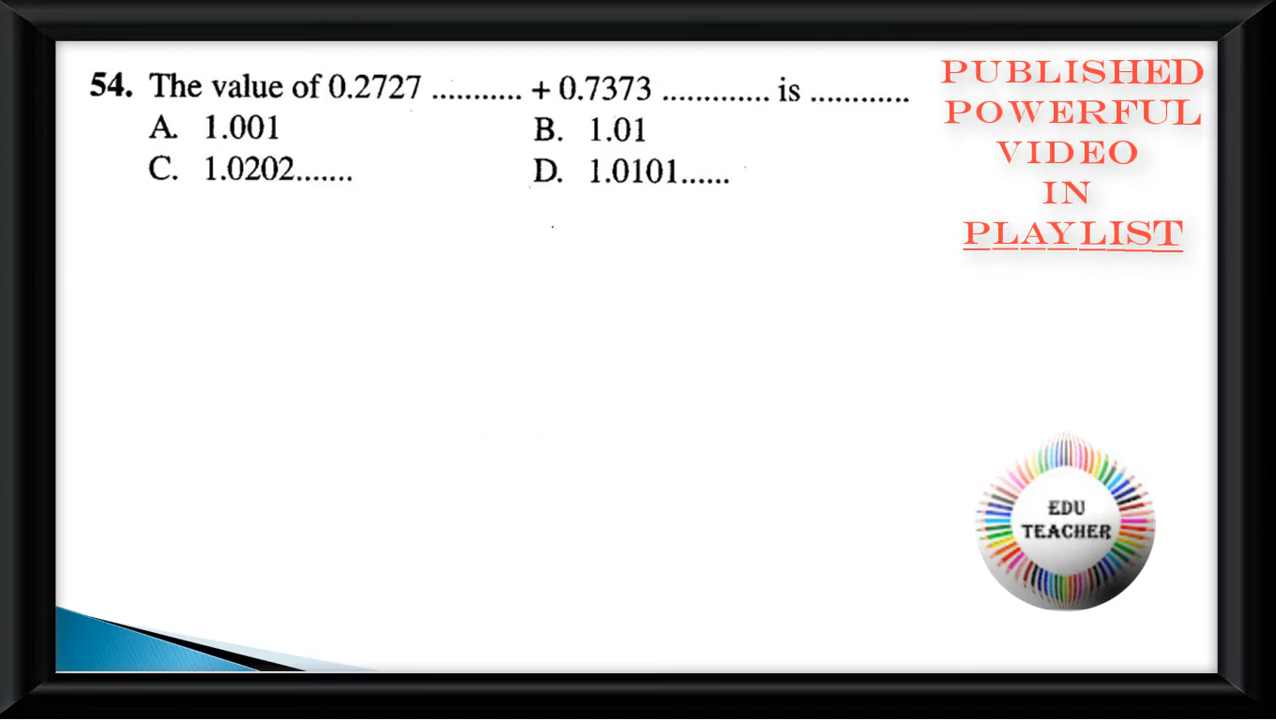 54. The value of 0.2727 ........... + 0.7373 ............. is ............
A. 1.001
B. 1.01
C. 1.0202.......
D. 1.0101......
PUBLISHED
POWERFUL
VIDEO
IN
PLAYLIST
EDU
TEACHER